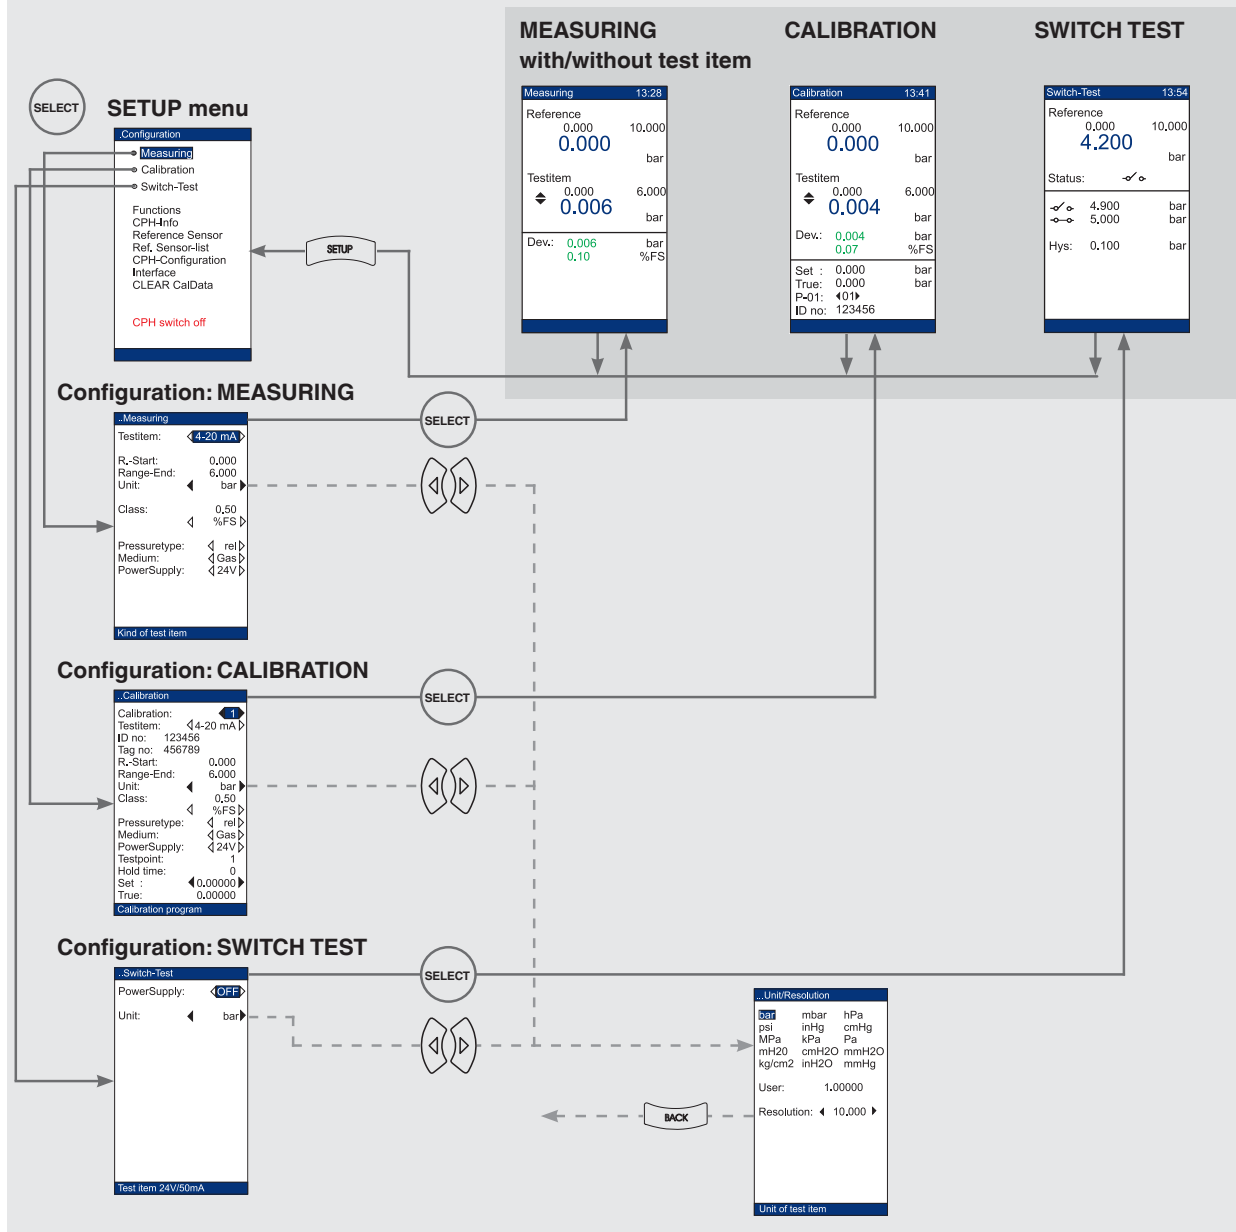 MEASURING
with/without test item
CALIBRATION
SWITCH TEST
Measuring 13:28
Reference
0.000 10.000
0.000
bar
Testitem
0.000 6.000
0.006
bar
Dev.: 0.006 bar
0.10 %FS
Calibration 13:41
Reference
0.000 10.000
0.000
bar
Testitem
0.000 6.000
0.004
bar
Dev.: 0.004 bar
0.07 %FS
Set : 0.000 bar
True: 0.000 bar
P-01: 01
ID no: 123456
Switch-Test 13:54
Reference
0.000 10.000
4.200
bar
Status:
4.900 bar
5.000 bar
Hys: 0.100 bar
SELECT
SETUP menu
..Configuration
Measuring
Calibration
Switch-Test
Functions
CPH-Info
Reference Sensor
Ref. Sensor-list
CPH-Configuration
Interface
CLEAR CalData
CPH switch off
SETUP
Configuration: MEASURING
..Measuring
Testitem: 4-20 mA
R.-Start: 0.000
Range-End: 6.000
Unit: bar
Class: 0.50
%FS
Pressuretype: rel
Medium: Gas
PowerSupply: 24V
Kind of test item
SELECT
Configuration: CALIBRATION
..Calibration
Calibration: 1
Testitem: 4-20 mA
ID no: 123456
Tag no: 456789
R.-Start: 0.000
Range-End: 6.000
Unit: bar
Class: 0.50
%FS
Pressuretype: rel
Medium: Gas
PowerSupply: 24V
Testpoint: 1
Hold time: 0
Set : 0.00000
True: 0.00000
Calibration program
SELECT
Configuration: SWITCH TEST
..Switch-Test
PowerSupply: OFF
Unit: bar
Test item 24V/50mA
SELECT
...Unit/Resolution
bar mbar hPa
psi inHg cmHg
MPa kPa Pa
mH20 cmH2O mmH2O
kg/cm2 inH2O mmHg
User: 1.00000
Resolution: 10.000
Unit of test item
BACK